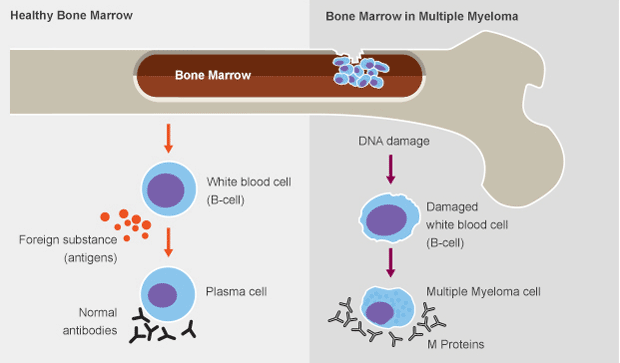 Healthy Bone Marrow
Bone Marrow in Multiple Myeloma
Bone Marrow
White blood cell
(B-cell)
Foreign substance
(antigens)
Plasma cell
Normal
antibodies
DNA damage
Damaged
white blood cell
(B-cell)
Multiple Myeloma cell
M Proteins